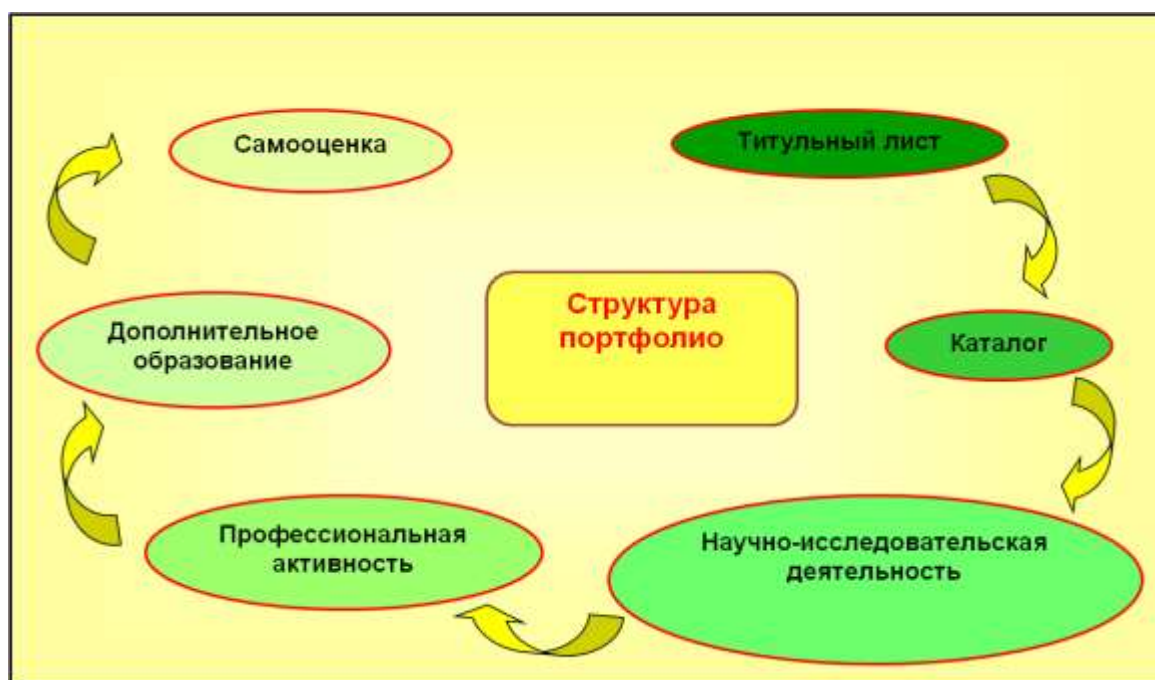 Самооценка
Титульный лист
Структура
портфолио
Дополнительное
образование
Каталог
Профессиональная
активность
Научно-исследовательская
деятельность